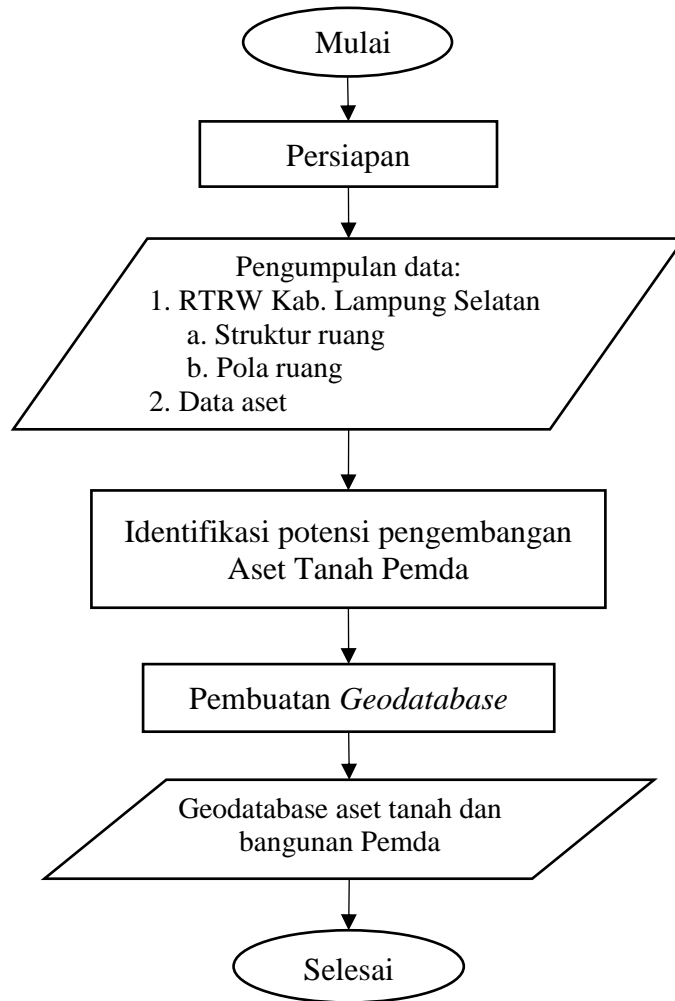 Mulai
Persiapan
Pengumpulan data:
1. RTRW Kab. Lampung Selatan
a. Struktur ruang
b. Pola ruang
2. Data aset
Identifikasi potensi pengembangan
Aset Tanah Pemda
Pembuatan Geodatabase
Geodatabase aset tanah dan
bangunan Pemda
Selesai